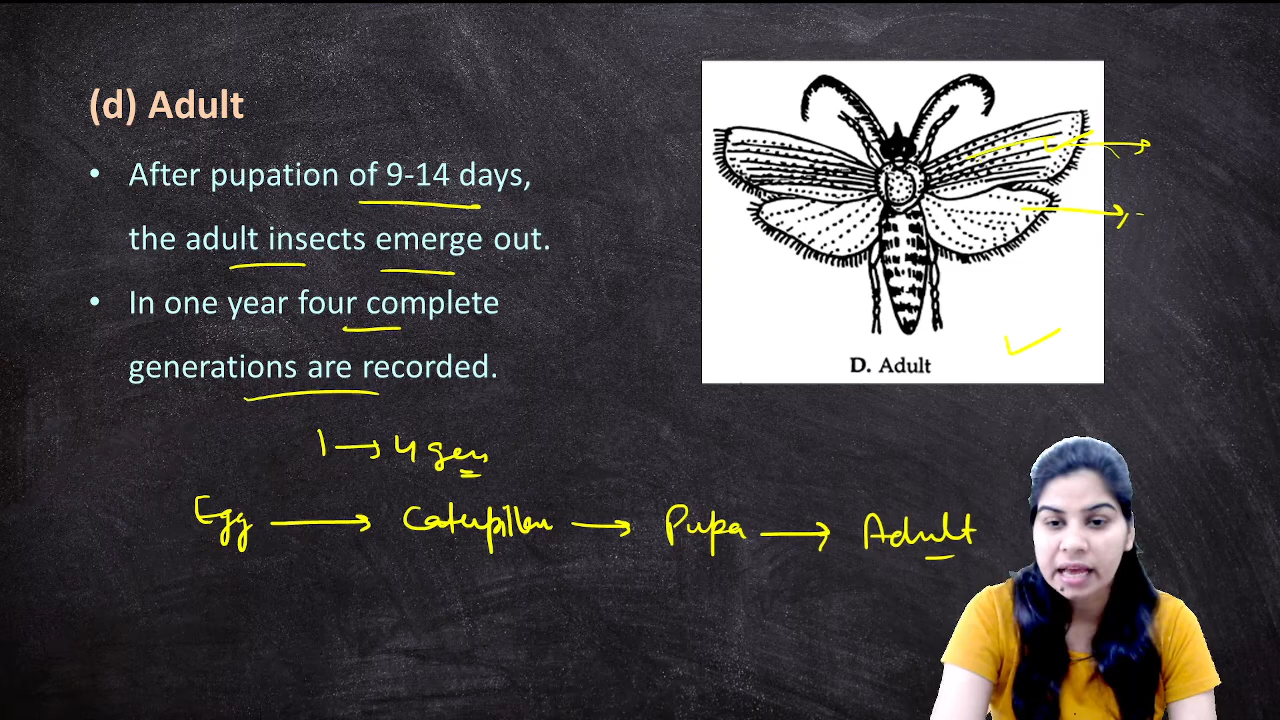 (d) Adult
• After pupation of 9-14 days,
the adult insects emerge out.
• In one year four complete
generations are recorded.
D. Adult
1 → 4 gen
Egg → Caterpillar → Pupa → Adult